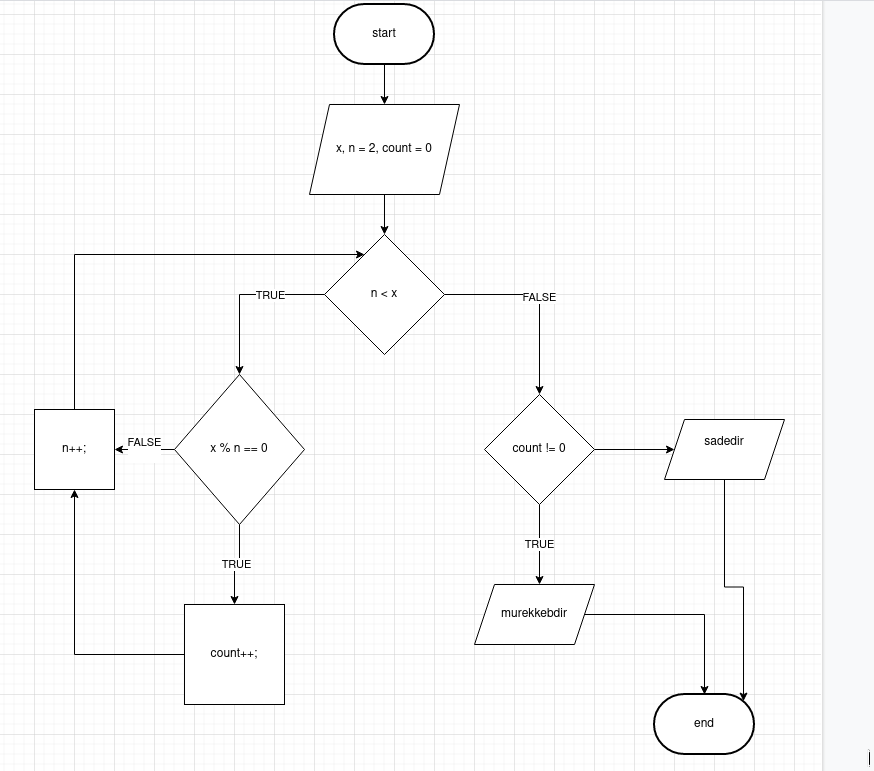 start
x, n = 2, count = 0
n < x
TRUE
FALSE
n++;
FALSE
x % n == 0
count != 0
sadedir
TRUE
TRUE
murekkebdir
count++;
end